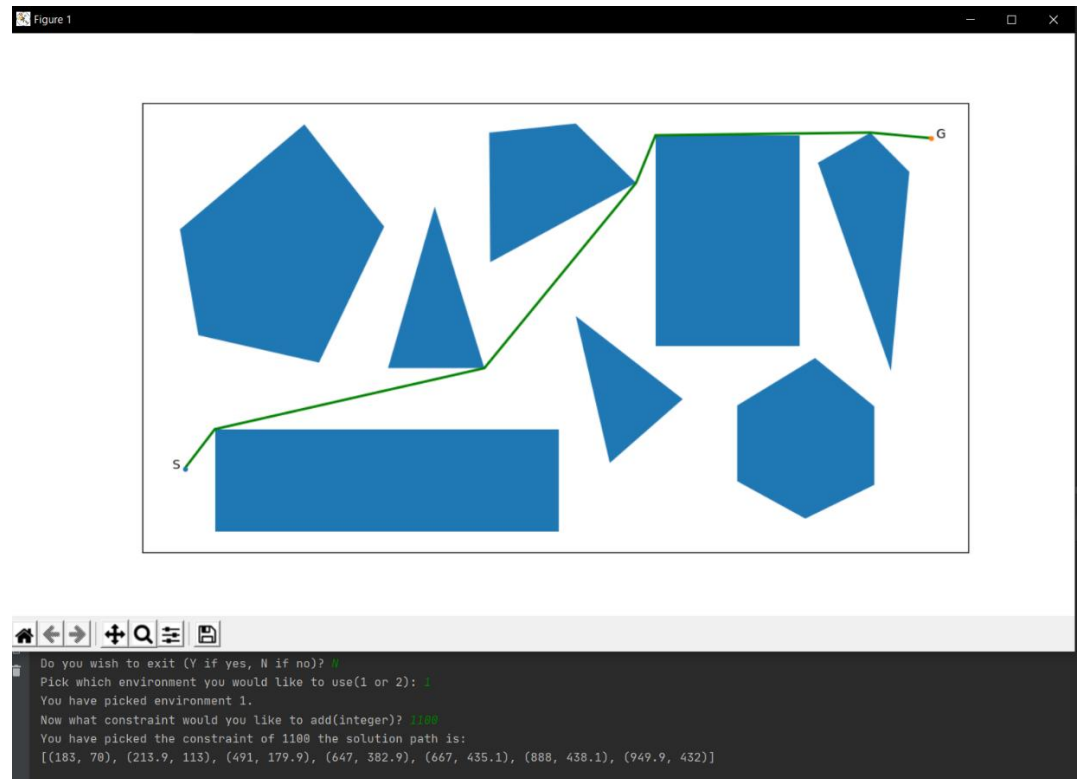 Figure 1
G
S
Do you wish to exit (Y if yes, N if no)? N
Pick which environment you would like to use(1 or 2): 1
You have picked environment 1.
Now what constraint would you like to add(integer)? 1100
You have picked the constraint of 1100 the solution path is:
[(183, 70), (213.9, 113), (491, 179.9), (647, 382.9), (667, 435.1), (888, 438.1), (949.9, 432)]